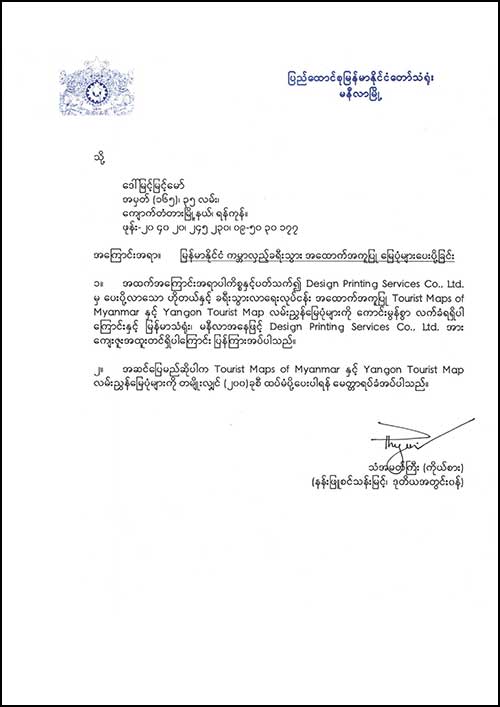 ပြည်ထောင်စုမြန်မာနိုင်ငံတော်သံရုံး
မနီလာမြို့
သို့
ဒေါ်မြင့်မြင့်မော်
အမှတ် (၁၆၅)၊ ၃၅ လမ်း၊
ကျောက်တံတားမြို့နယ်၊ ရန်ကုန်။
ဖုန်း-၂၀ ၄၀ ၂၀၊ ၂၄၅ ၂၃၀၊ ၀၉-၅၀ ၃၀ ၁၇၇
အကြောင်းအရာ။ မြန်မာနိုင်ငံ ကမ္ဘာလှည့်ခရီးသွား အထောက်အကူပြု မြေပုံများပေးပို့ခြင်း
၁။ အထက်အကြောင်းအရာပါကိစ္စနှင့်ပတ်သက်၍ Design Printing Services Co., Ltd.
မှ ပေးပို့လာသော ဟိုတယ်နှင့် ခရီးသွားလာရေးလုပ်ငန်း အထောက်အကူပြု Tourist Maps of
Myanmar နှင့် Yangon Tourist Map လမ်းညွှန်မြေပုံများကို ကောင်းမွန်စွာ လက်ခံရရှိပါ
ကြောင်းနှင့် မြန်မာသံရုံး၊ မနီလာအနေဖြင့် Design Printing Services Co., Ltd. အား
ကျေးဇူးအထူးတင်ရှိပါကြောင်း ပြန်ကြားအပ်ပါသည်။
၂။ အဆင်ပြေမည်ဆိုပါက Tourist Maps of Myanmar နှင့် Yangon Tourist Map
လမ်းညွှန်မြေပုံများကို တမျိုးလျှင် (၂၀၀)ခုစီ ထပ်မံပို့ပေးပါရန် မေတ္တာရပ်ခံအပ်ပါသည်။
သံအမတ်ကြီး (ကိုယ်စား)
(နန်းဖြူစင်သန်းမြင့်၊ ဒုတိယအတွင်းဝန်)